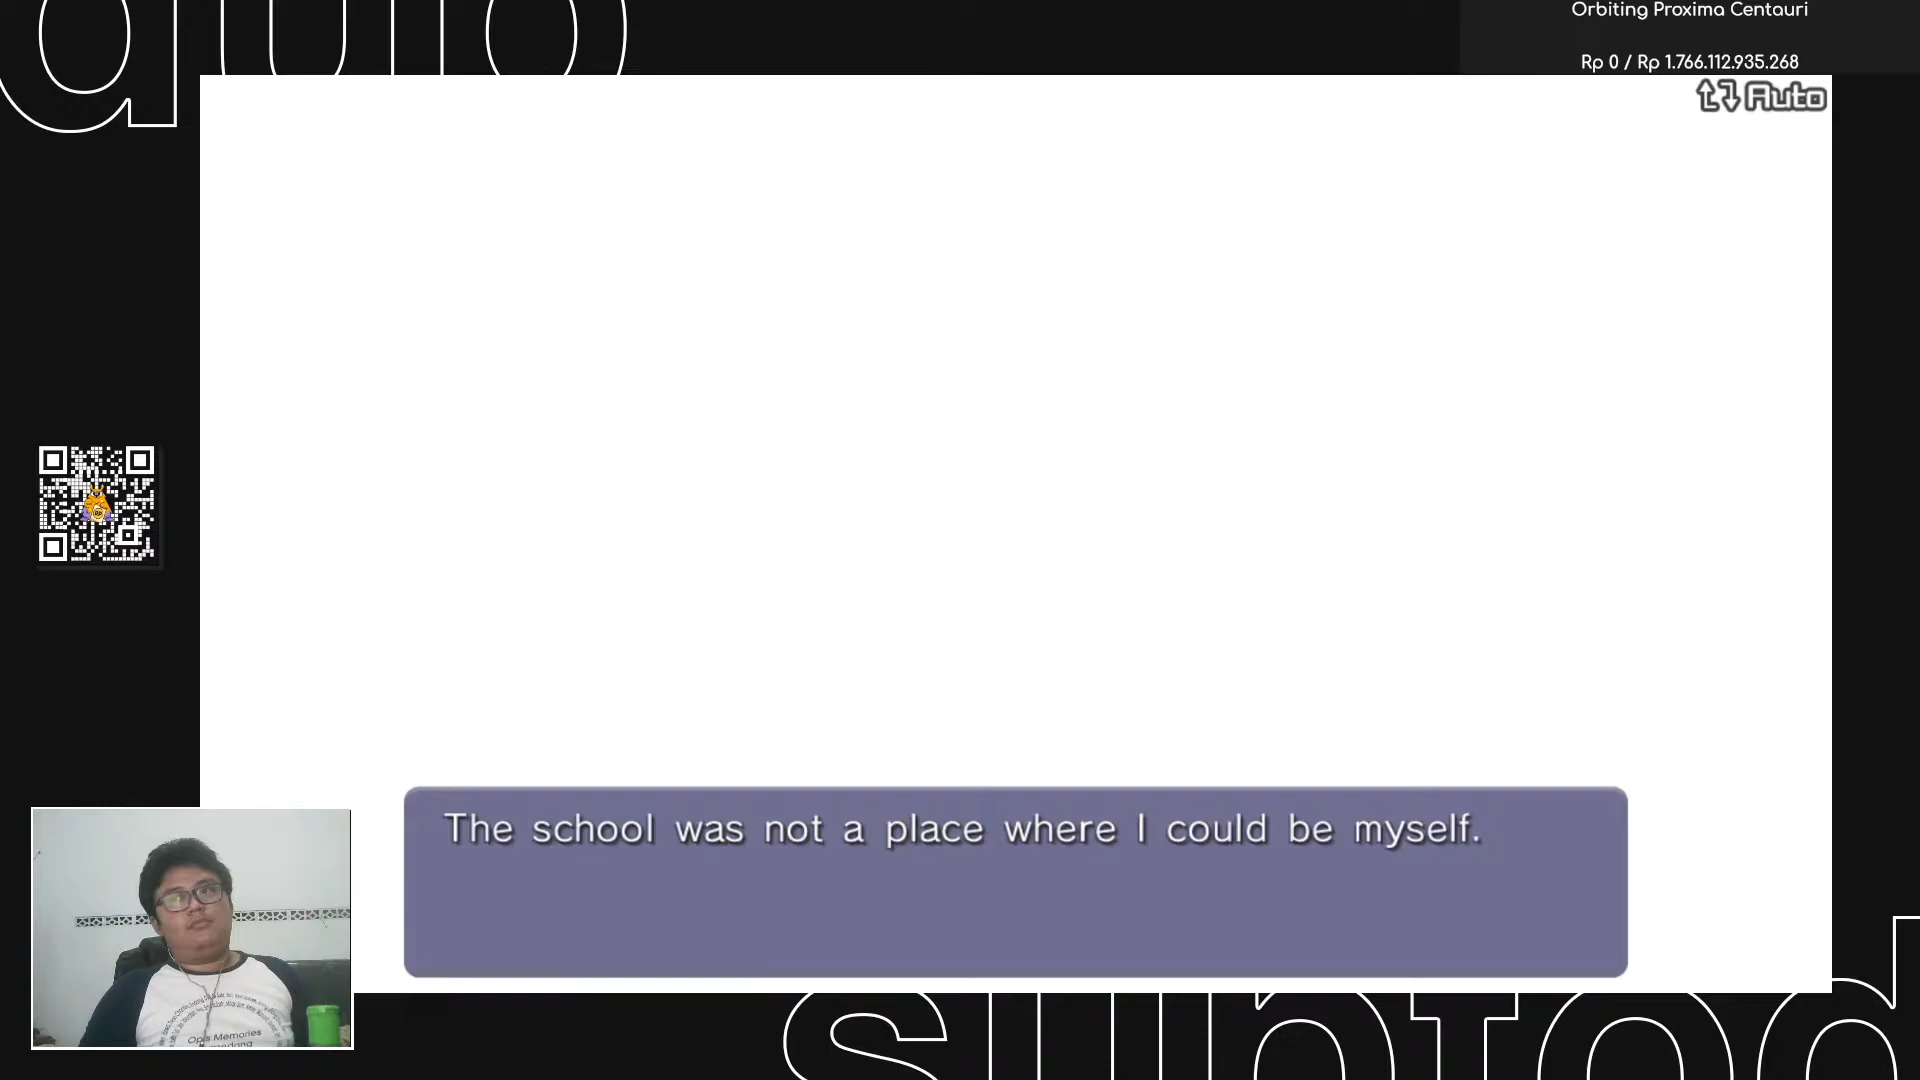 Orbiting Proxima Centauri
Rp 0 / Rp 1.766.112.935.268
Auto
The school was not a place where I could be myself.
Memories